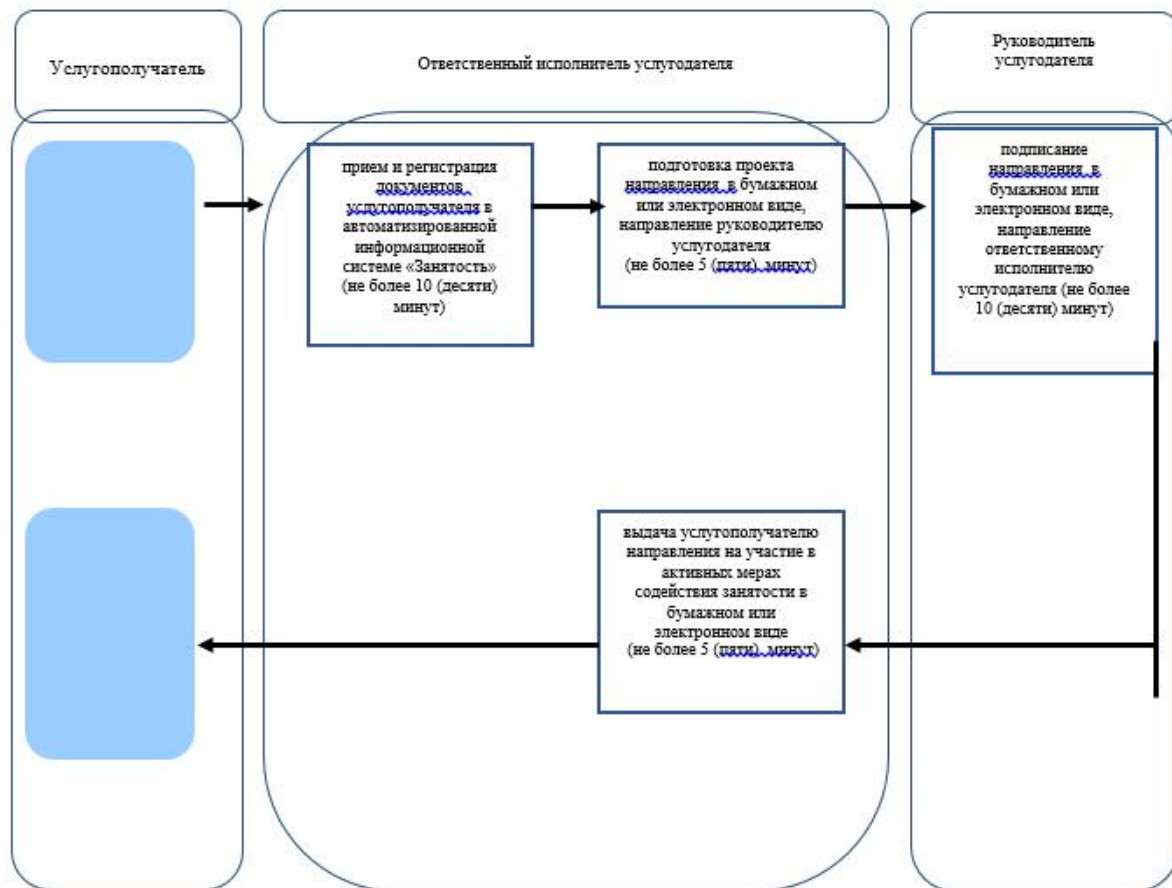 Услугополучатель
Ответственный исполнитель услугодателя
Руководитель
услугодателя
прием и регистрация
документов
услугополучателя в
автоматизированной
информационной
системе «Занятость»
(не более 10 (десяти)
минут)
подготовка проекта
направления в бумажном
или электронном виде,
направление руководителю
услугодателя
(не более 5 (пяти) минут)
подписание
направления в
бумажном или
электронном виде,
направление
ответственному
исполнителю
услугодателя (не более
10 (десяти) минут)
выдача услугополучателю
направления на участие в
активных мерах
содействия занятости в
бумажном или
электронном виде
(не более 5 (пяти) минут)